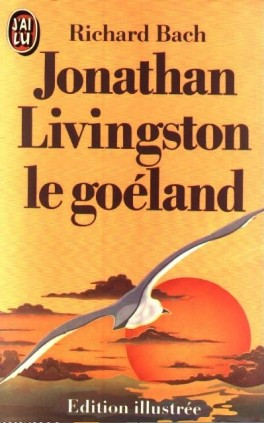 J'AI
LU
Richard Bach
Jonathan
Livingston
le goéland
Edition illustrée